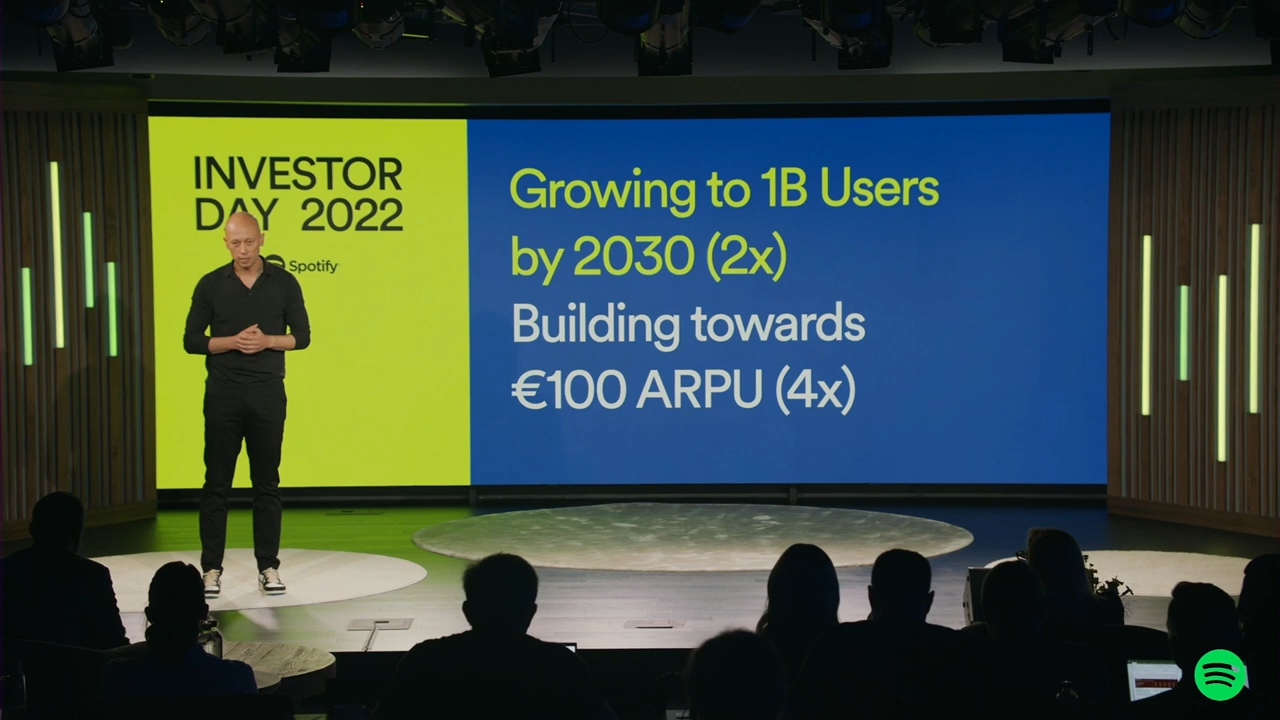 INVESTOR
DAY 2022
Spotify
Growing to 1B Users
by 2030 (2x)
Building towards
€100 ARPU (4x)